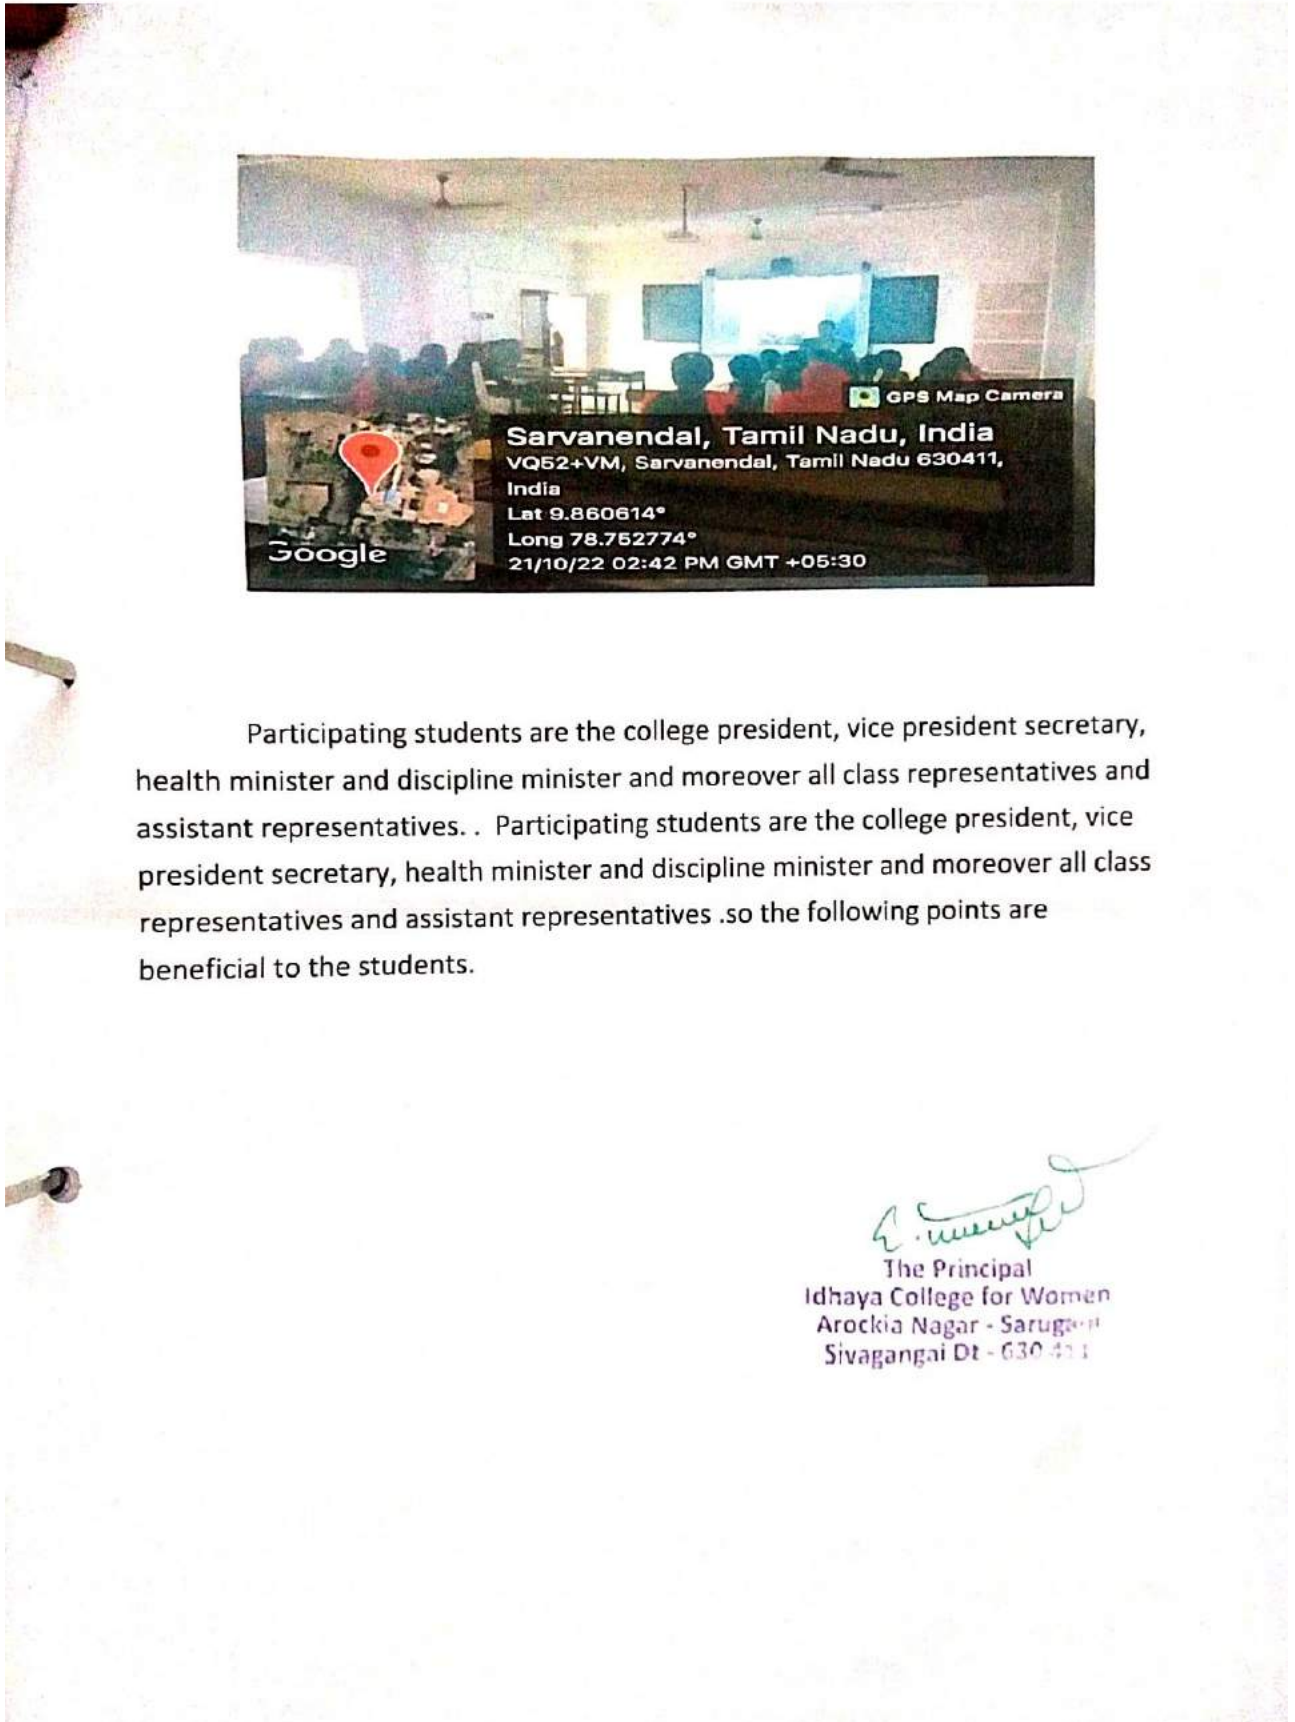 GPS Map Camera
Sarvanendal, Tamil Nadu, India
VQ52+VM, Sarvanendal, Tamil Nadu 630411,
India
Lat 9.860614°
Long 78.752774°
21/10/22 02:42 PM GMT +05:30
Google
Participating students are the college president, vice president secretary,
health minister and discipline minister and moreover all class representatives and
assistant representatives. . Participating students are the college president, vice
president secretary, health minister and discipline minister and moreover all class
representatives and assistant representatives .so the following points are
beneficial to the students.
The Principal
Idhaya College for Women
Arockia Nagar -
Sivagangai Dt - 630 411